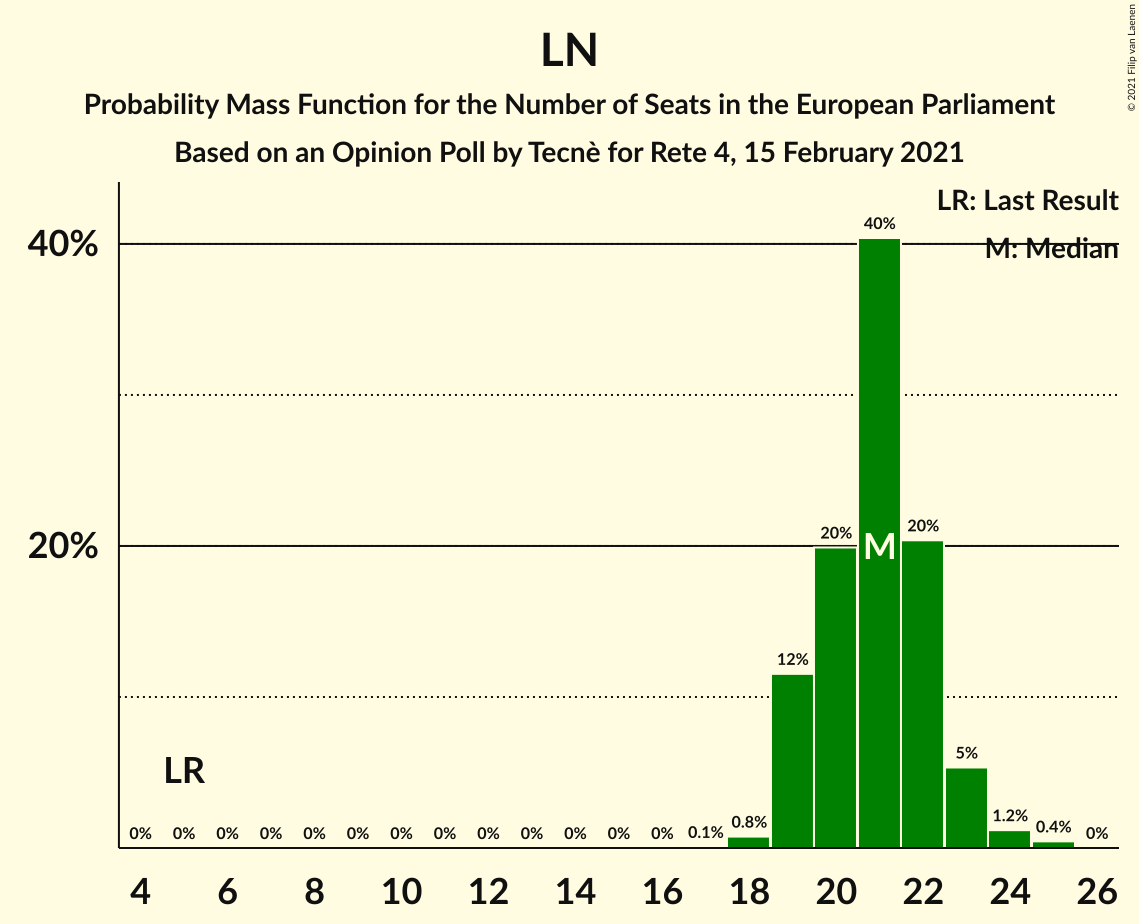 LN
Probability Mass Function for the Number of Seats in the European Parliament
Based on an Opinion Poll by Tecnè for Rete 4, 15 February 2021
© 2021 Filip van Laenen
LR: Last Result
M: Median
40%
20%
40%
20%
M
20%
12%
5%
LR
0% 0% 0% 0% 0% 0% 0% 0% 0% 0% 0% 0% 0% 0.1% 0.8% 1.2% 0.4% 0%
4 6 8 10 12 14 16 18 20 22 24 26